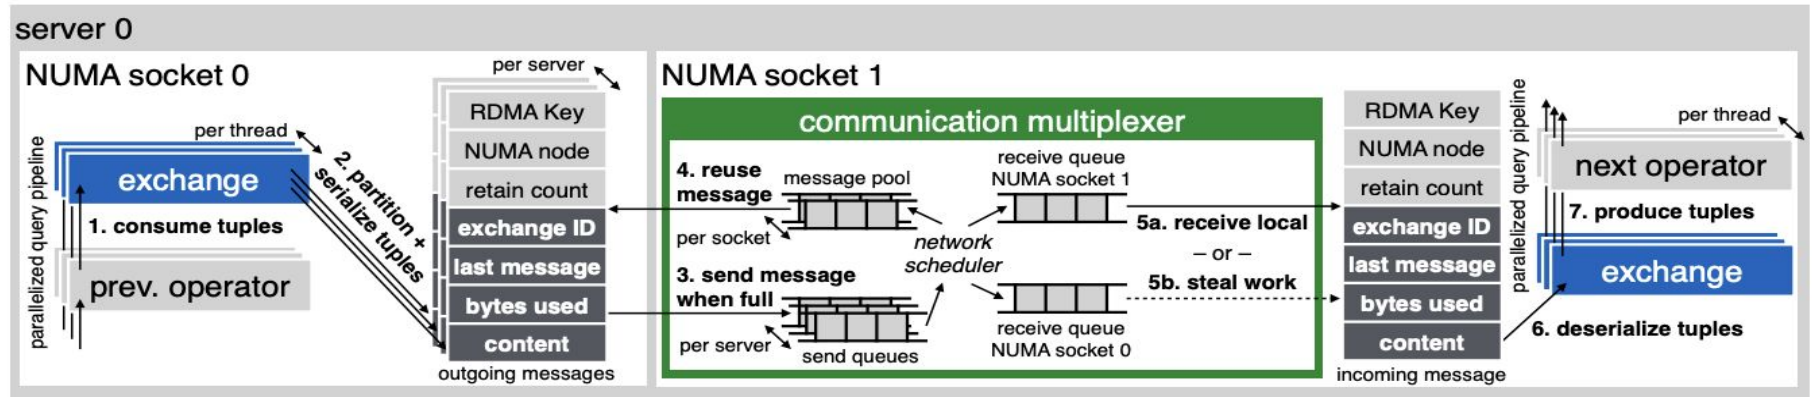 server 0
NUMA socket 0
parallelized query pipeline
per thread
exchange
1. consume tuples
prev. operator
2. partition +
serialize tuples
per server
RDMA Key
NUMA node
retain count
exchange ID
last message
bytes used
content
outgoing messages
NUMA socket 1
communication multiplexer
4. reuse
message
message pool
per socket
3. send message
when full
per server
send queues
network
scheduler
receive queue
NUMA socket 1
receive queue
NUMA socket 0
5a. receive local
– or –
5b. steal work
RDMA Key
NUMA node
retain count
exchange ID
last message
bytes used
content
incoming message
parallelized query pipeline
per thread
next operator
7. produce tuples
exchange
6. deserialize tuples